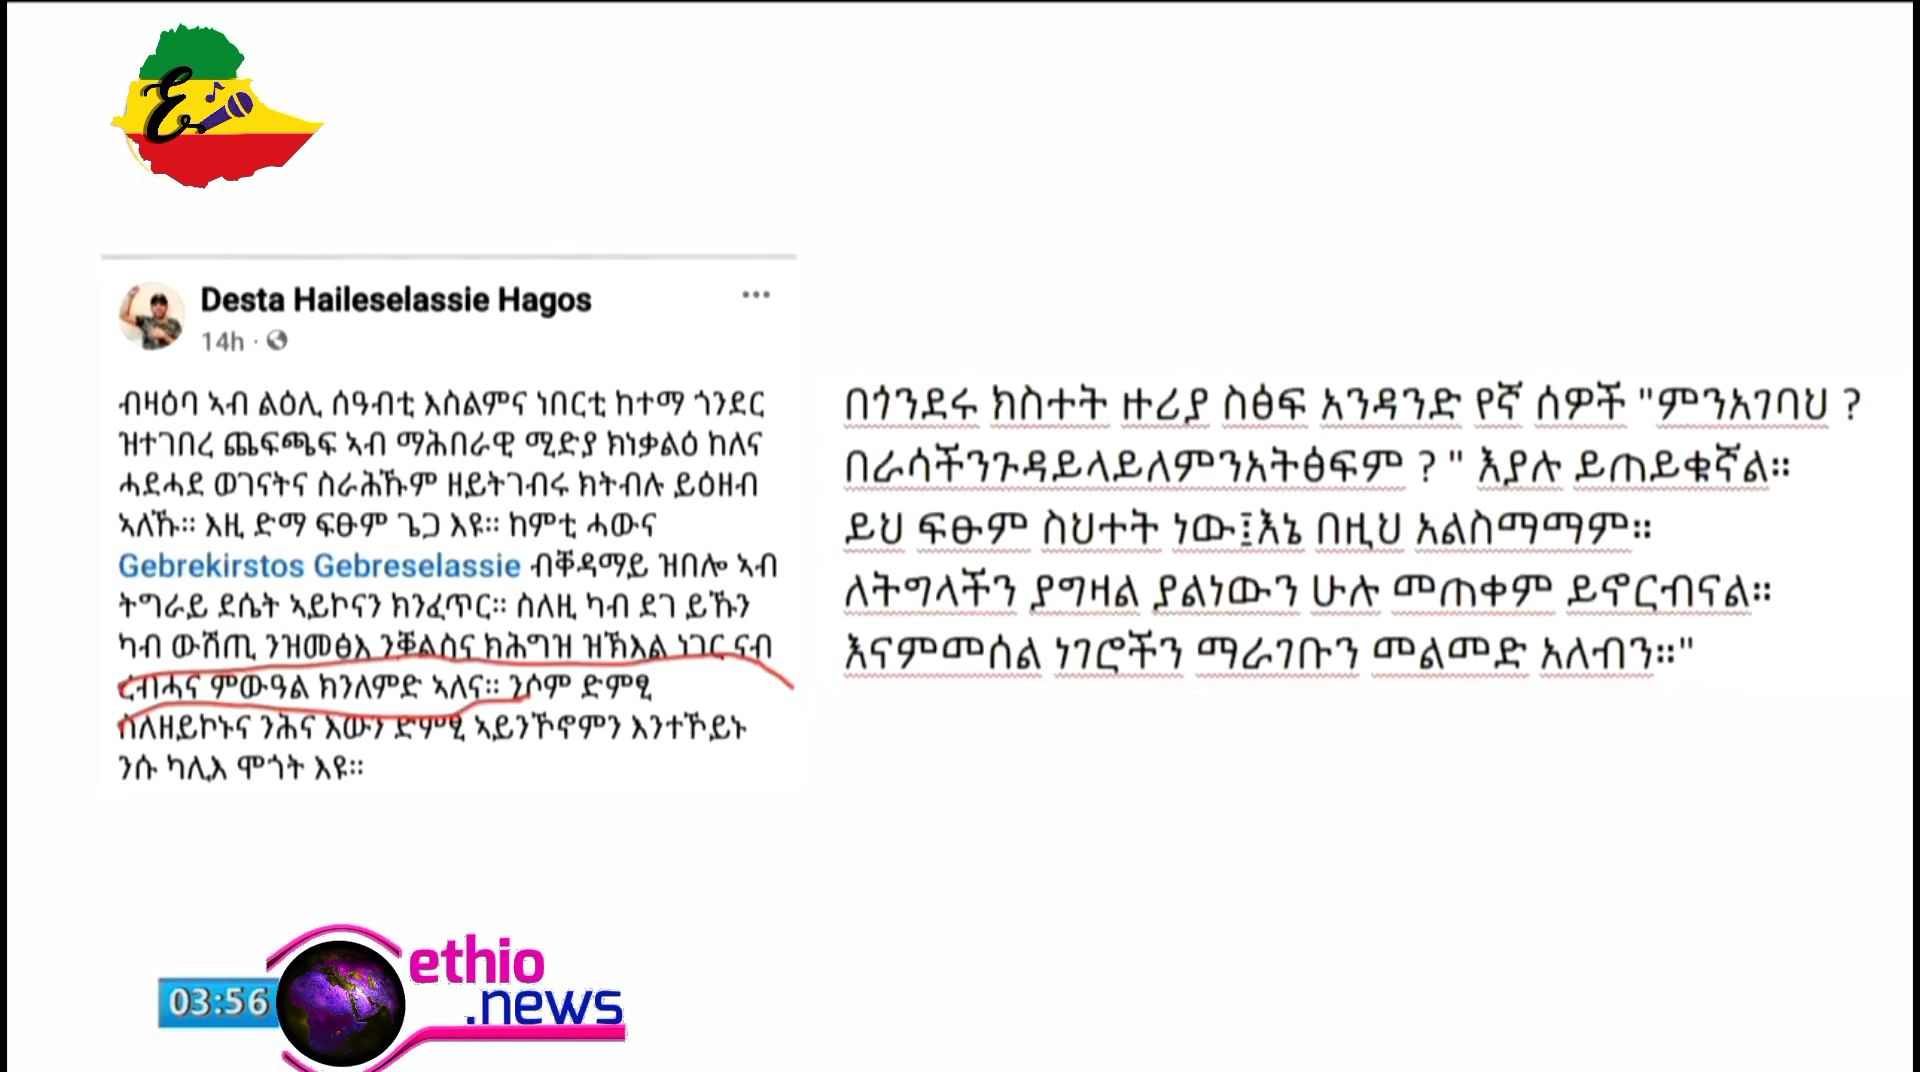 E
Desta Haileselassie Hagos
14h
ብዛዕባ ኣብ ልዕሊ ሰዓብቲ እስልምና ነበርቲ ከተማ ጎንደር
ዝተገበረ ጨፍጫፍ ኣብ ማሕበራዊ ሚድያ ክነቃልዕ ከለና
ሓደሓደ ወገናትና ስራሕኹም ዘይትገብሩ ክትብሉ ይዕዘብ
ኣለኹ። እዚ ድማ ፍፁም ጌጋ እዩ። ከምቲ ሓውና
Gebrekirstos Gebreselassie ብቐዳማይ ዝበሎ ኣብ
ትግራይ ደሴት ኣይኮናን ክንፈጥር። ስለዚ ካብ ደገ ይኹን
ካብ ውሽጢ ንዝመፅእ ንቐልስና ክሕግዝ ዝኽእል ነገር ናብ
ረብሓና ምውዓል ክንለምድ ኣለና። ንሶም ድምፂ
ስለዘይኮኑና ንሕና እውን ድምፂ ኣይንኾኖምን እንተኾይኑ
ንሱ ካሊእ ሞጎት እዩ።
በጎንደሩ ክስተት ዙሪያ ስፅፍ አንዳንድ የኛ ሰዎች "ምንአገባህ ?
በራሳችንጉዳይላይለምንአትፅፍም ? " እያሉ ይጠይቁኛል።
ይህ ፍፁም ስህተት ነው፤እኔ በዚህ አልስማማም።
ለትግላችን ያግዛል ያልነውን ሁሉ መጠቀም ይኖርብናል።
እናምመሰል ነገሮችን ማራገቡን መልመድ አለብን።"
03:56
ethio
.news